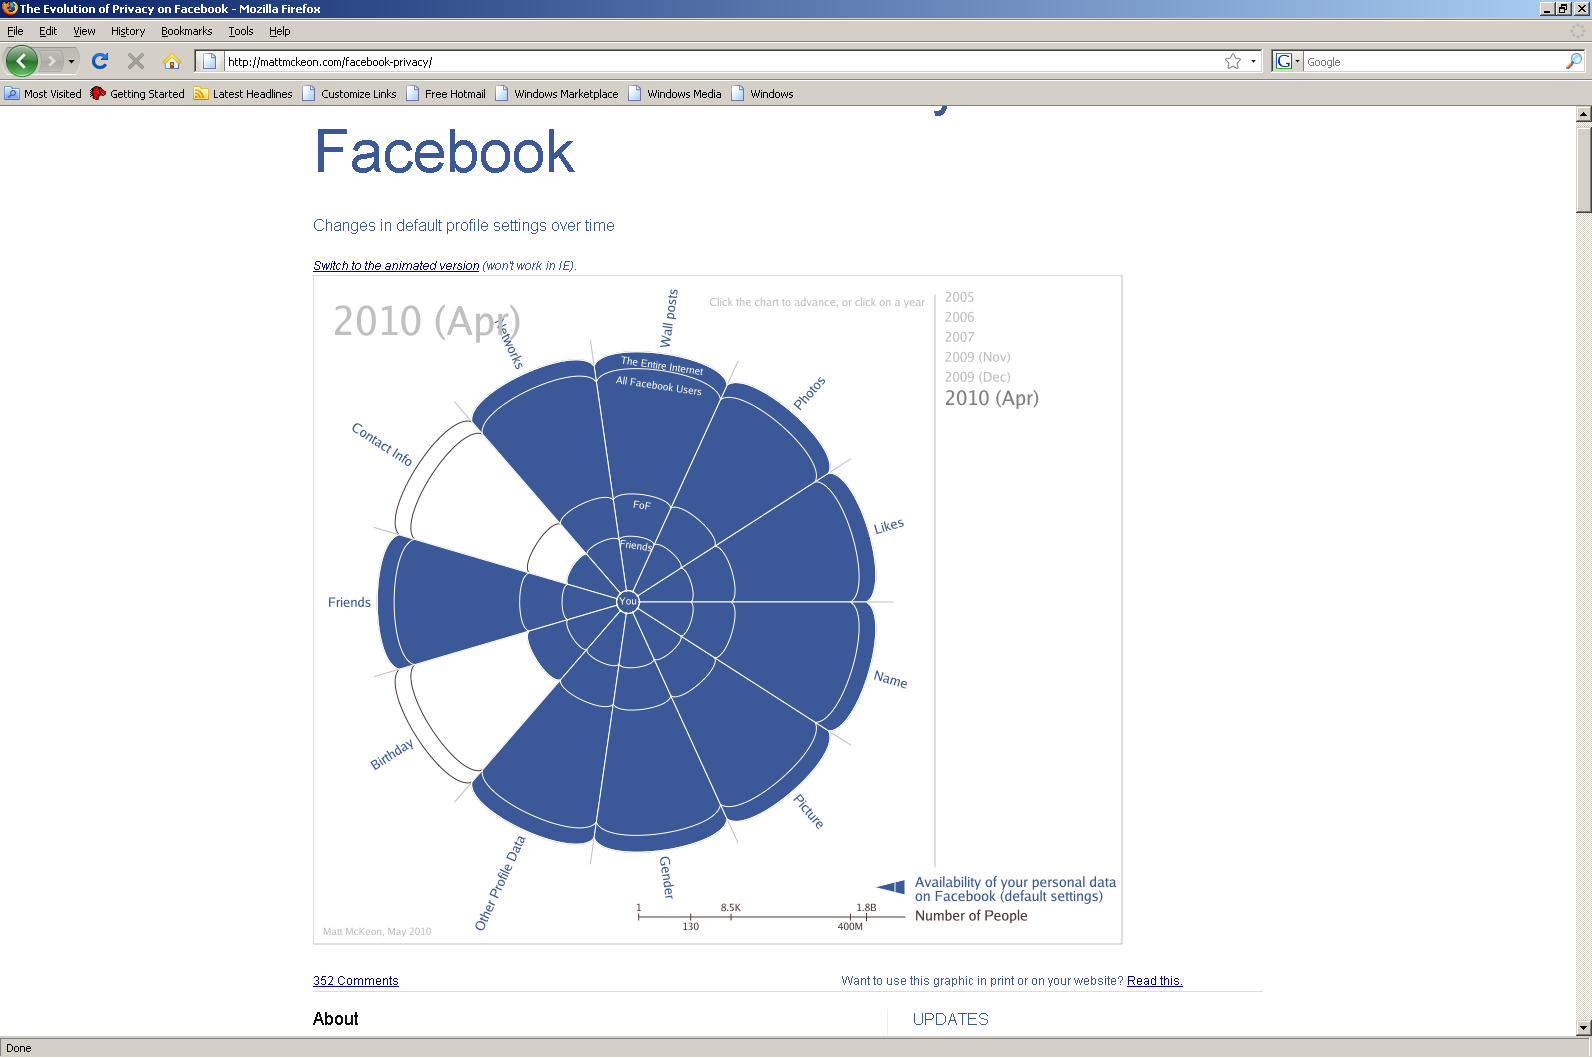 The Evolution of Privacy on Facebook - Mozilla Firefox
File Edit View History Bookmarks Tools Help
http://mattmckeon.com/facebook-privacy/
G Google
Most Visited Getting Started Latest Headlines Customize Links Free Hotmail Windows Marketplace Windows Media Windows
Facebook
Changes in default profile settings over time
Switch to the animated version (won't work in IE).
2010 (Apr)
Click the chart to advance, or click on a year
2005
2006
2007
2009 (Nov)
2009 (Dec)
2010 (Apr)
Networks
Wall posts
Photos
Likes
Name
Picture
Gender
Other Profile Data
Birthday
Friends
Contact Info
The Entire Internet
All Facebook Users
FoF
Friends
You
Availability of your personal data
on Facebook (default settings)
1 8.5K 1.8B
130 400M
Number of People
Matt McKeon, May 2010
352 Comments
Want to use this graphic in print or on your website? Read this.
About
UPDATES
Done